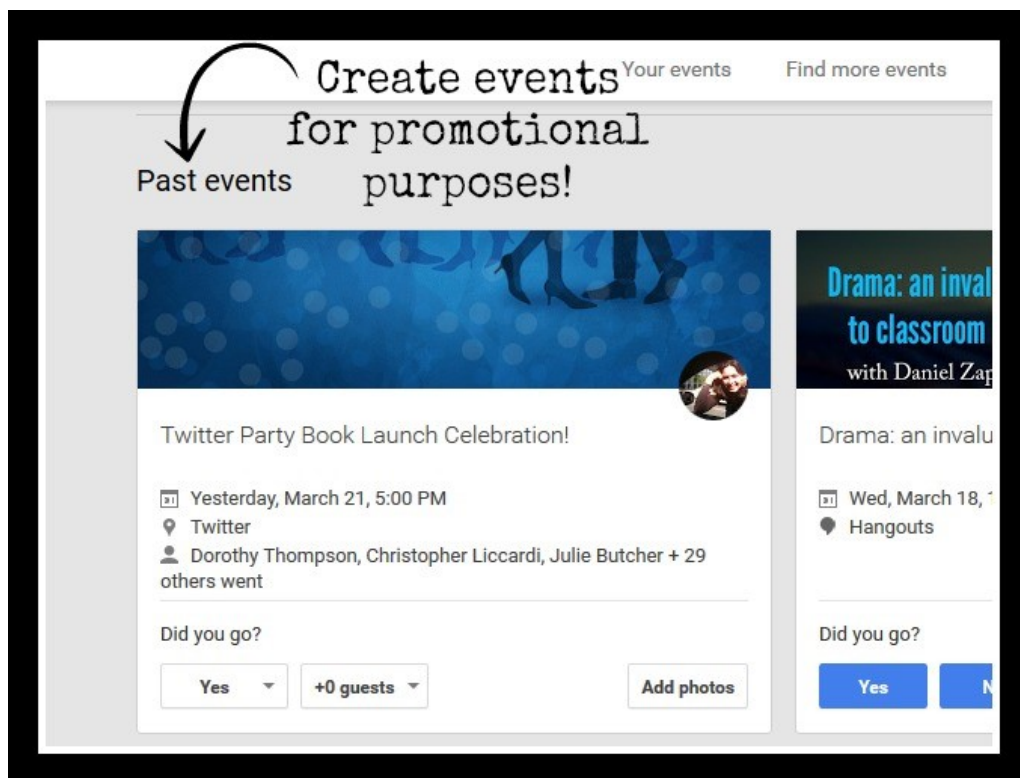 Create events
for promotional
purposes!
Your events
Find more events
Past events
Twitter Party Book Launch Celebration!
31 Yesterday, March 21, 5:00 PM
Twitter
Dorothy Thompson, Christopher Liccardi, Julie Butcher + 29
others went
Did you go?
Yes
+0 guests
Add photos
Drama: an
to classroom
with Daniel
Drama: an
31 Wed, March 18,
Hangouts
Did you go?
Yes